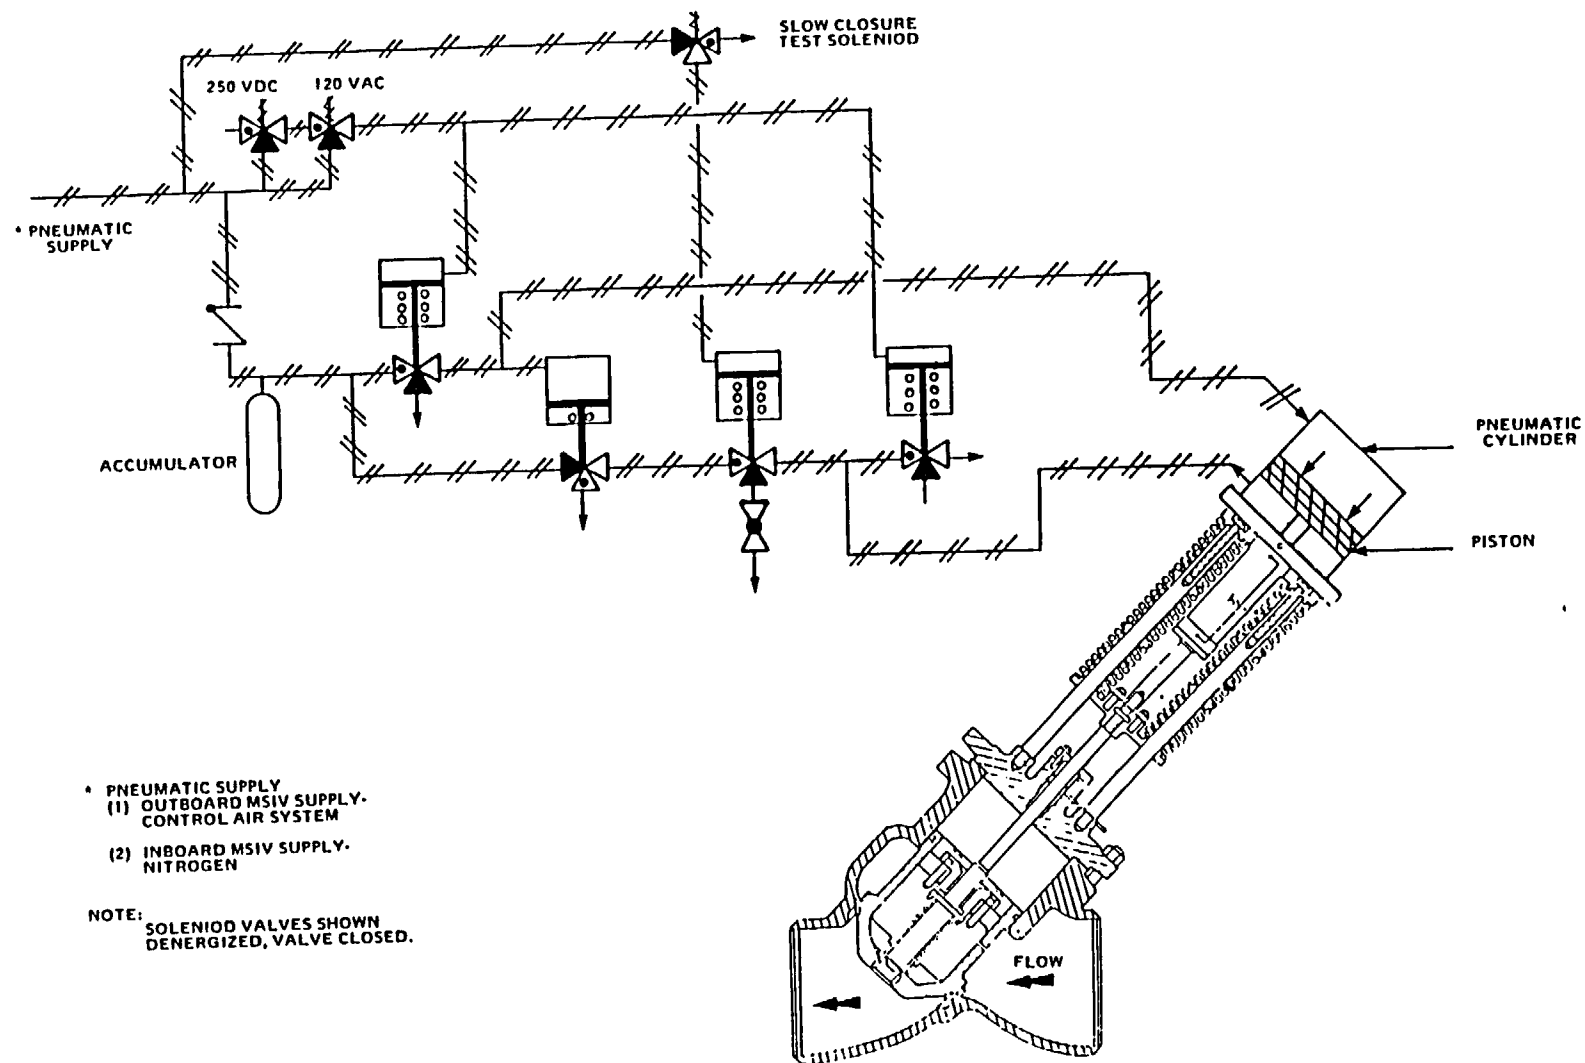 SLOW CLOSURE
TEST SOLENIOD
250 VDC
120 VAC
* PNEUMATIC
SUPPLY
ACCUMULATOR
PNEUMATIC
CYLINDER
PISTON
* PNEUMATIC SUPPLY
(1) OUTBOARD MSIV SUPPLY-
CONTROL AIR SYSTEM
(2) INBOARD MSIV SUPPLY-
NITROGEN
NOTE:
SOLENIOD VALVES SHOWN
DENERGIZED, VALVE CLOSED.
FLOW